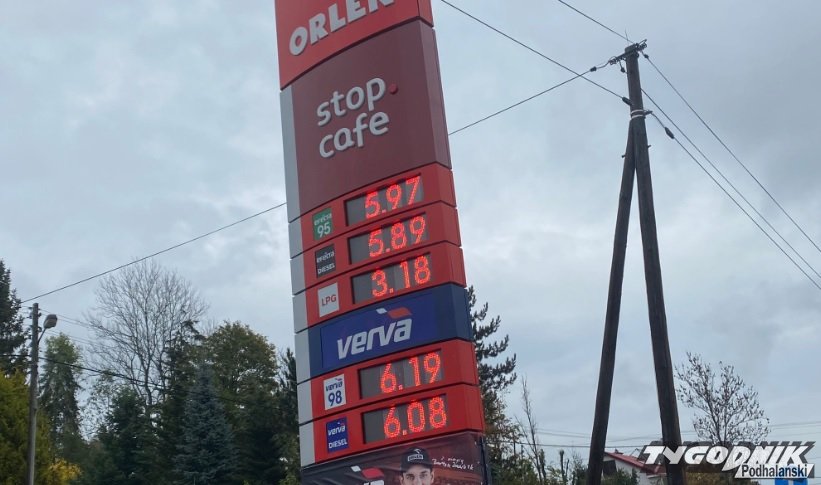 ORLEN
stop.
cafe
efecta
95
5.97
efecta
DIESEL
5.89
LPG
3.18
verva
verva
98
6.19
verva
DIESEL
6.08
TYGODNIK
Podhalański